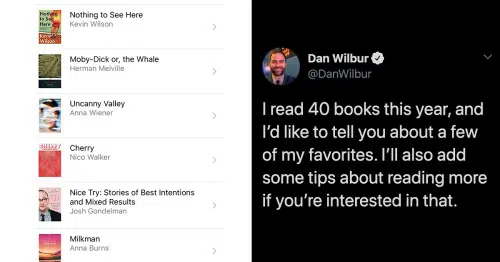 Nothing to See Here
Kevin Wilson
Moby-Dick or, the Whale
Herman Melville
Uncanny Valley
Anna Wiener
Cherry
Nico Walker
Nice Try: Stories of Best Intentions
and Mixed Results
Josh Gondelman
Milkman
Anna Burns
Dan Wilbur
@DanWilbur
I read 40 books this year, and
I'd like to tell you about a few
of my favorites. I'll also add
some tips about reading more
if you're interested in that.